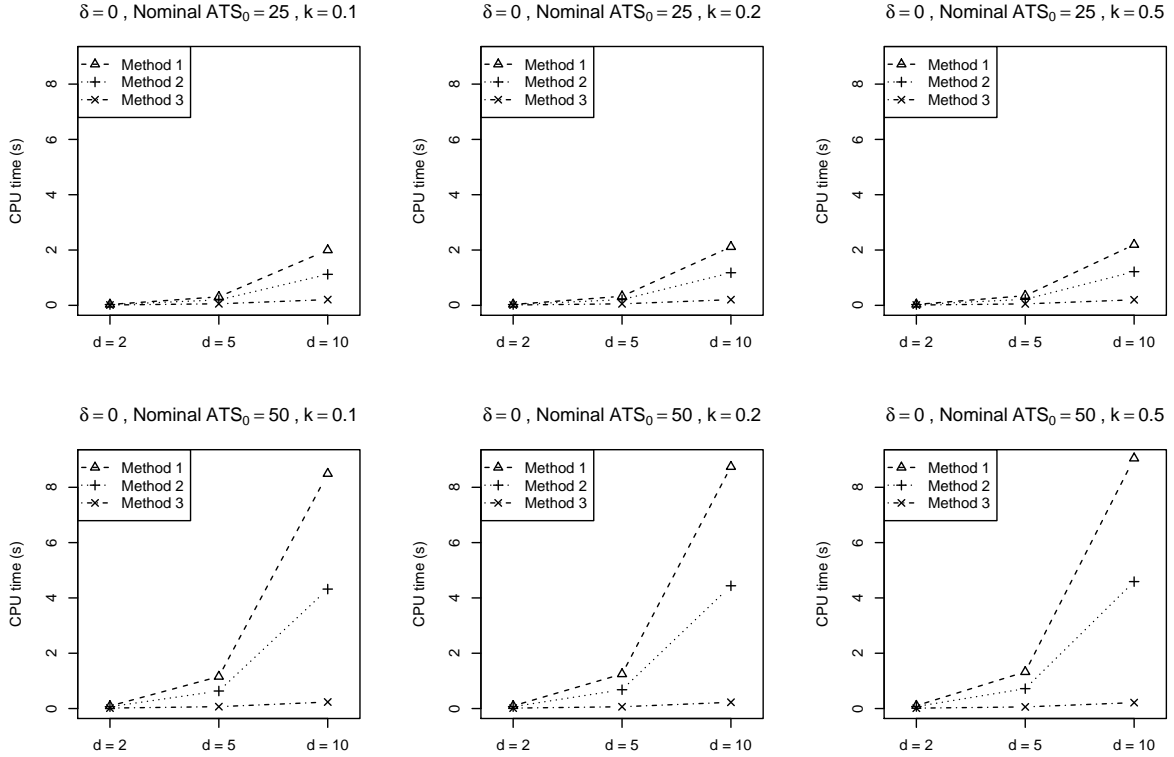 δ = 0 , Nominal ATS₀ = 25 , k = 0.1
CPU time (s)
8
6
4
2
0
Method 1
Method 2
Method 3
d = 2
d = 5
d = 10
δ = 0 , Nominal ATS₀ = 25 , k = 0.2
CPU time (s)
8
6
4
2
0
Method 1
Method 2
Method 3
d = 2
d = 5
d = 10
δ = 0 , Nominal ATS₀ = 25 , k = 0.5
CPU time (s)
8
6
4
2
0
Method 1
Method 2
Method 3
d = 2
d = 5
d = 10
δ = 0 , Nominal ATS₀ = 50 , k = 0.1
CPU time (s)
8
6
4
2
0
Method 1
Method 2
Method 3
d = 2
d = 5
d = 10
δ = 0 , Nominal ATS₀ = 50 , k = 0.2
CPU time (s)
8
6
4
2
0
Method 1
Method 2
Method 3
d = 2
d = 5
d = 10
δ = 0 , Nominal ATS₀ = 50 , k = 0.5
CPU time (s)
8
6
4
2
0
Method 1
Method 2
Method 3
d = 2
d = 5
d = 10